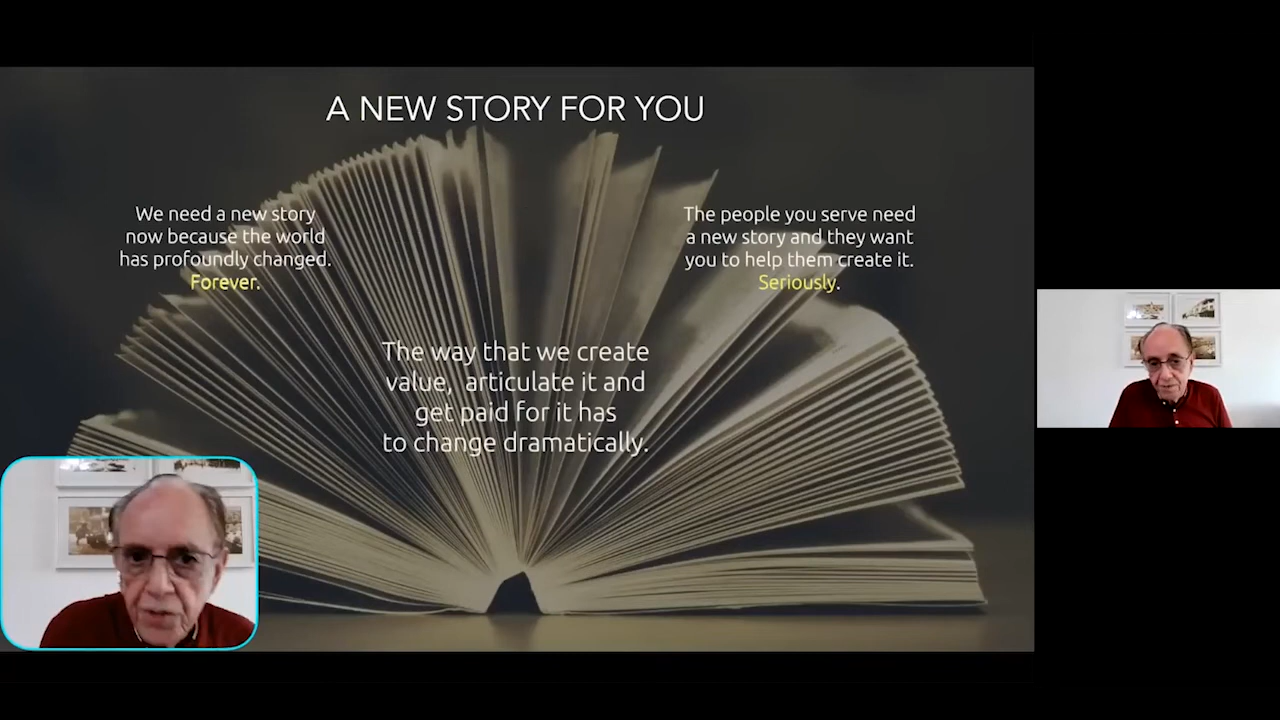 A NEW STORY FOR YOU
We need a new story
now because the world
has profoundly changed.
Forever.
The people you serve need
a new story and they want
you to help them create it.
Seriously.
The way that we create
value, articulate it and
get paid for it has
to change dramatically.